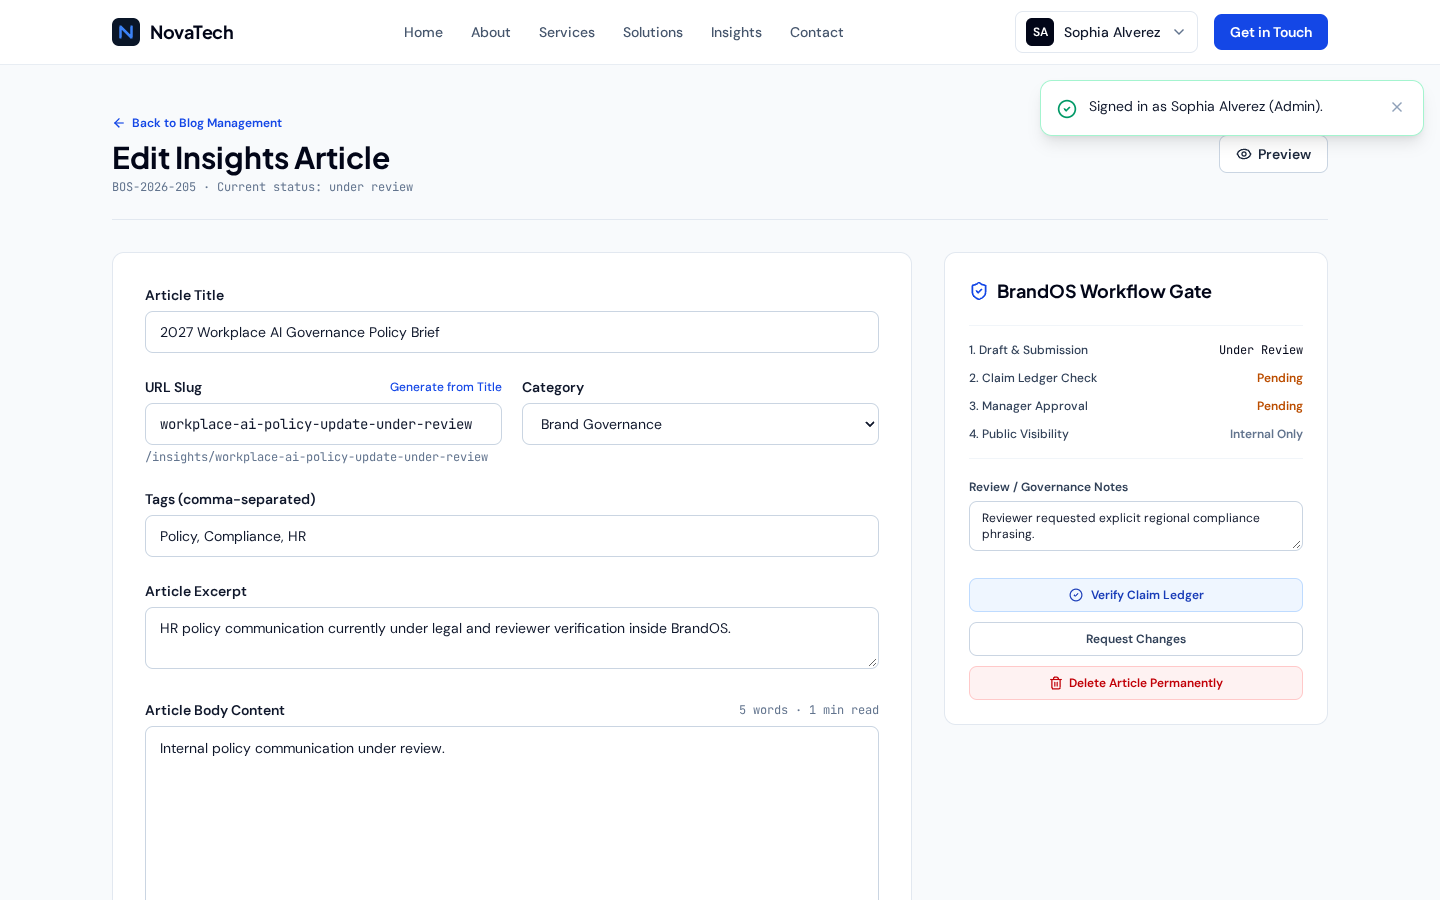 N NovaTech
Home About Services Solutions Insights Contact
SA Sophia Alverez
Get in Touch
Signed in as Sophia Alverez (Admin).
Back to Blog Management
Edit Insights Article
BOS-2026-205 · Current status: under review
Preview
Article Title
2027 Workplace AI Governance Policy Brief
URL Slug Generate from Title
workplace-ai-policy-update-under-review
/insights/workplace-ai-policy-update-under-review
Category
Brand Governance
Tags (comma-separated)
Policy, Compliance, HR
Article Excerpt
HR policy communication currently under legal and reviewer verification inside BrandOS.
Article Body Content 5 words · 1 min read
Internal policy communication under review.
BrandOS Workflow Gate
1. Draft & Submission Under Review
2. Claim Ledger Check Pending
3. Manager Approval Pending
4. Public Visibility Internal Only
Review / Governance Notes
Reviewer requested explicit regional compliance
phrasing.
Verify Claim Ledger
Request Changes
Delete Article Permanently